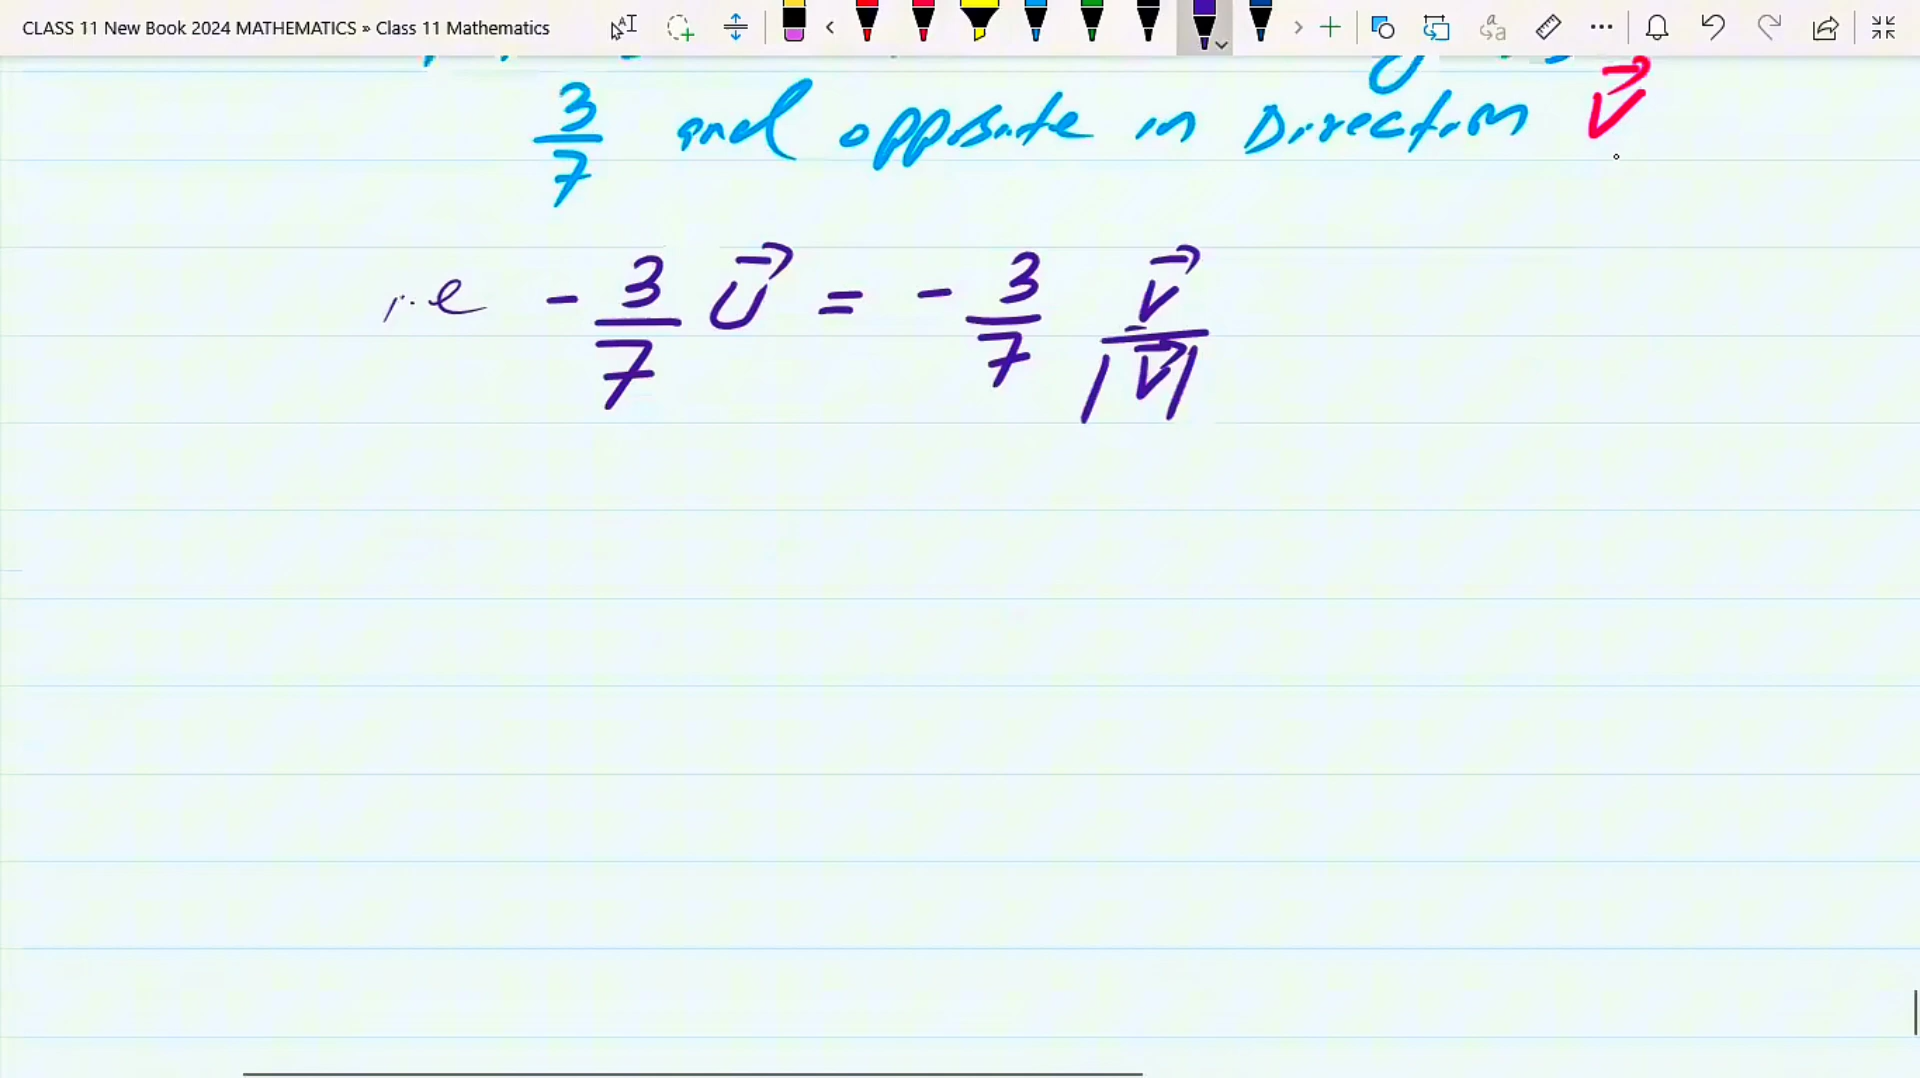 CLASS 11 New Book 2024 MATHEMATICS » Class 11 Mathematics
3/7 and opposite in Direction v⃗
i.e - 3/7 U⃗ = - 3/7 v⃗/|v⃗|